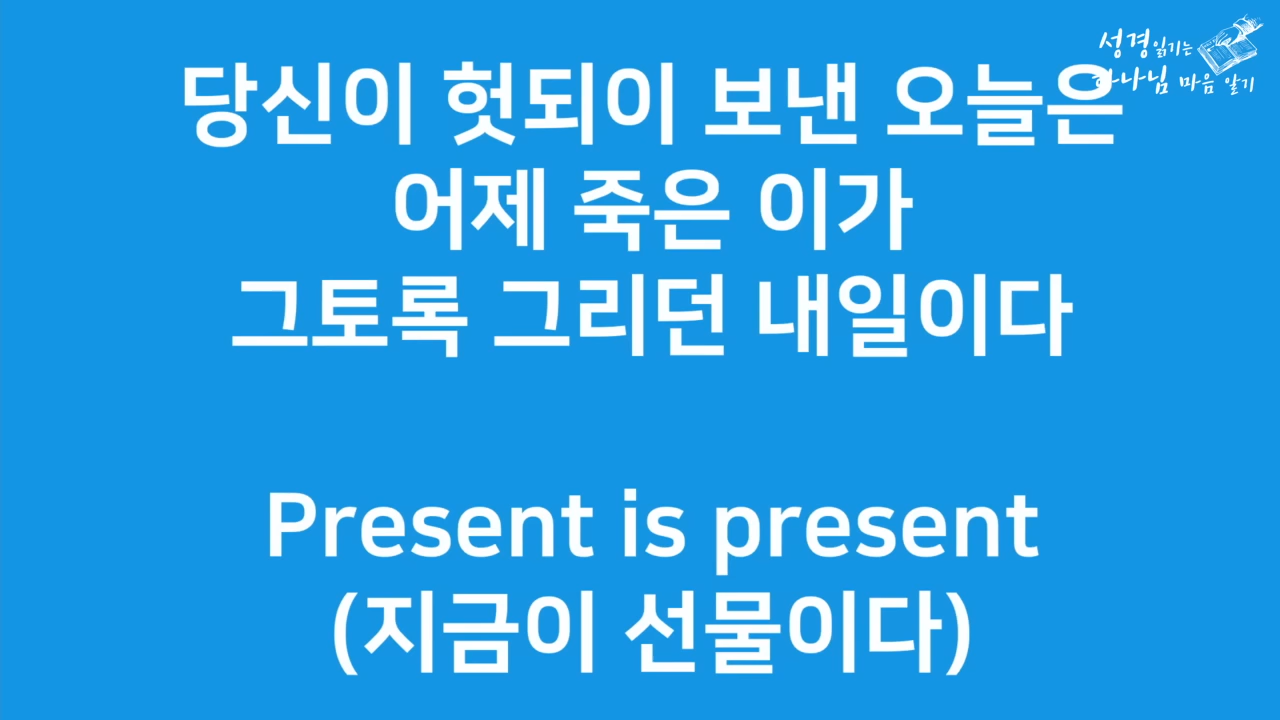 성경읽기는
하나님 마음 알기
당신이 헛되이 보낸 오늘은
어제 죽은 이가
그토록 그리던 내일이다
Present is present
(지금이 선물이다)